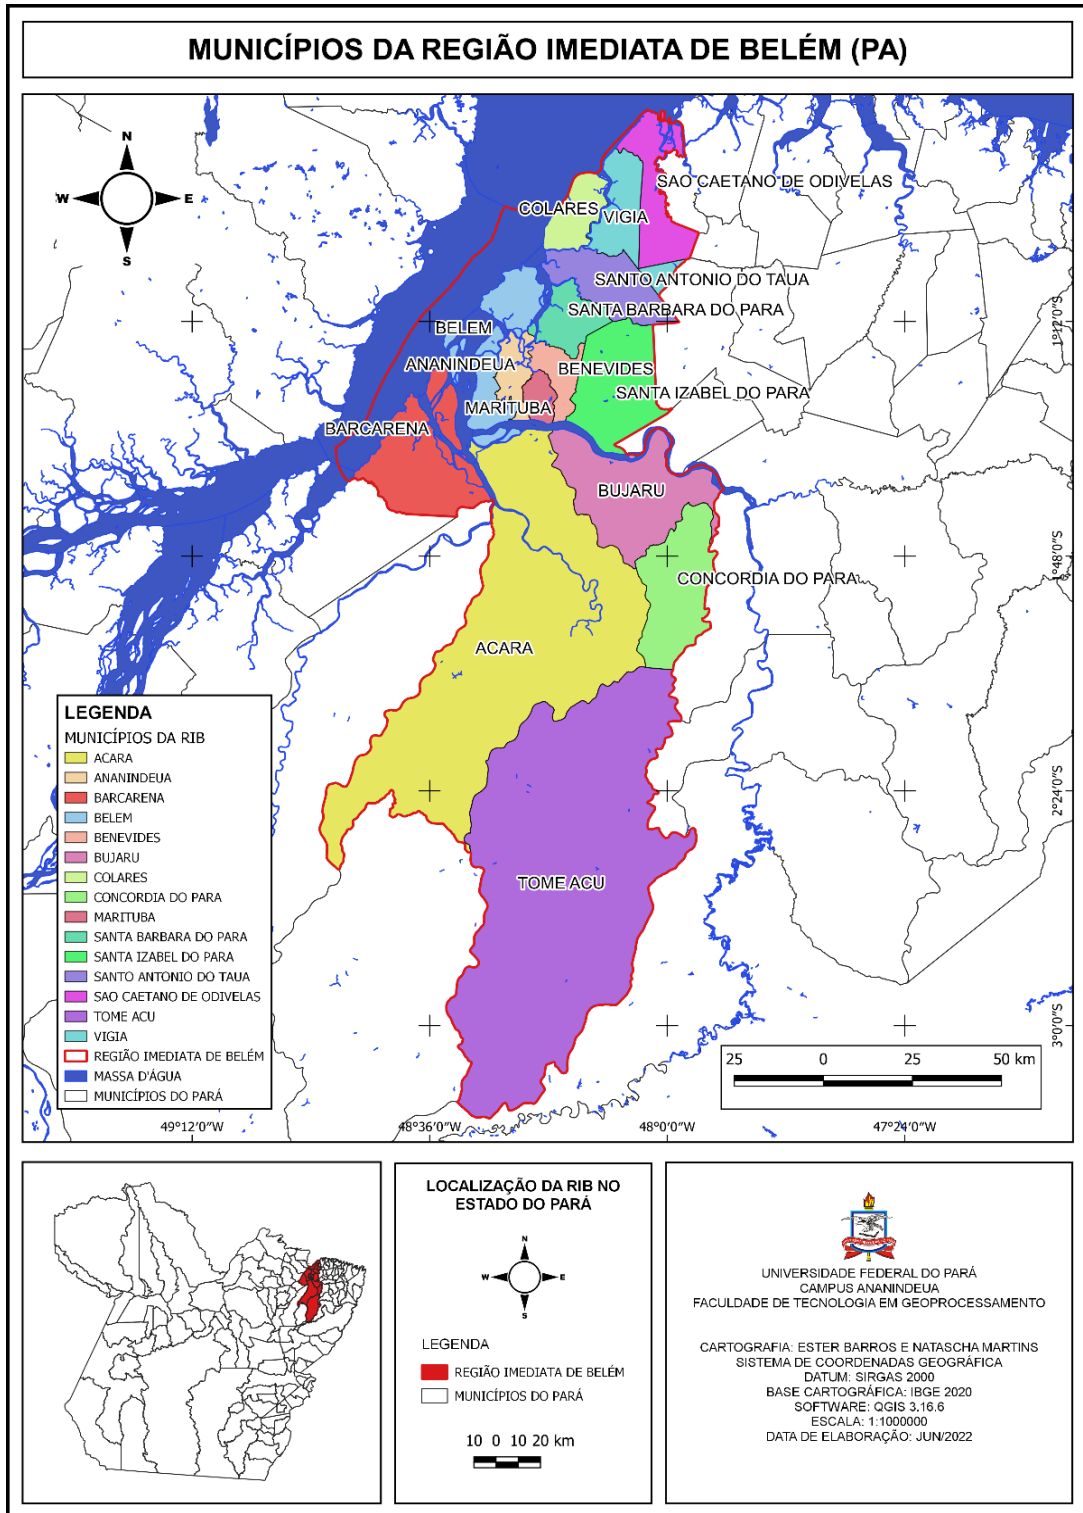 MUNICÍPIOS DA REGIÃO IMEDIATA DE BELÉM (PA)
N
W
E
S
SAO CAETANO DE ODIVELAS
COLARES
VIGIA
SANTO ANTONIO DO TAUA
SANTA BARBARA DO PARA
BELEM
ANANINDEUA
BENEVIDES
SANTA IZABEL DO PARA
MARITUBA
BARCARENA
BUJARU
CONCORDIA DO PARA
ACARA
TOME ACU
1°12'0"S
1°48'0"S
2°24'0"S
3°0'0"S
LEGENDA
MUNICÍPIOS DA RIB
ACARA
ANANINDEUA
BARCARENA
BELEM
BENEVIDES
BUJARU
COLARES
CONCORDIA DO PARA
MARITUBA
SANTA BARBARA DO PARA
SANTA IZABEL DO PARA
SANTO ANTONIO DO TAUA
SAO CAETANO DE ODIVELAS
TOME ACU
VIGIA
REGIÃO IMEDIATA DE BELÉM
MASSA D'ÁGUA
MUNICÍPIOS DO PARÁ
25 0 25 50 km
49°12'0"W 48°36'0"W 48°0'0"W 47°24'0"W
LOCALIZAÇÃO DA RIB NO
ESTADO DO PARÁ
N
W
E
S
LEGENDA
REGIÃO IMEDIATA DE BELÉM
MUNICÍPIOS DO PARÁ
10 0 10 20 km
UNIVERSIDADE FEDERAL DO PARÁ
CAMPUS ANANINDEUA
FACULDADE DE TECNOLOGIA EM GEOPROCESSAMENTO
CARTOGRAFIA: ESTER BARROS E NATASCHA MARTINS
SISTEMA DE COORDENADAS GEOGRÁFICA
DATUM: SIRGAS 2000
BASE CARTOGRÁFICA: IBGE 2020
SOFTWARE: QGIS 3.16.6
ESCALA: 1:1000000
DATA DE ELABORAÇÃO: JUN/2022